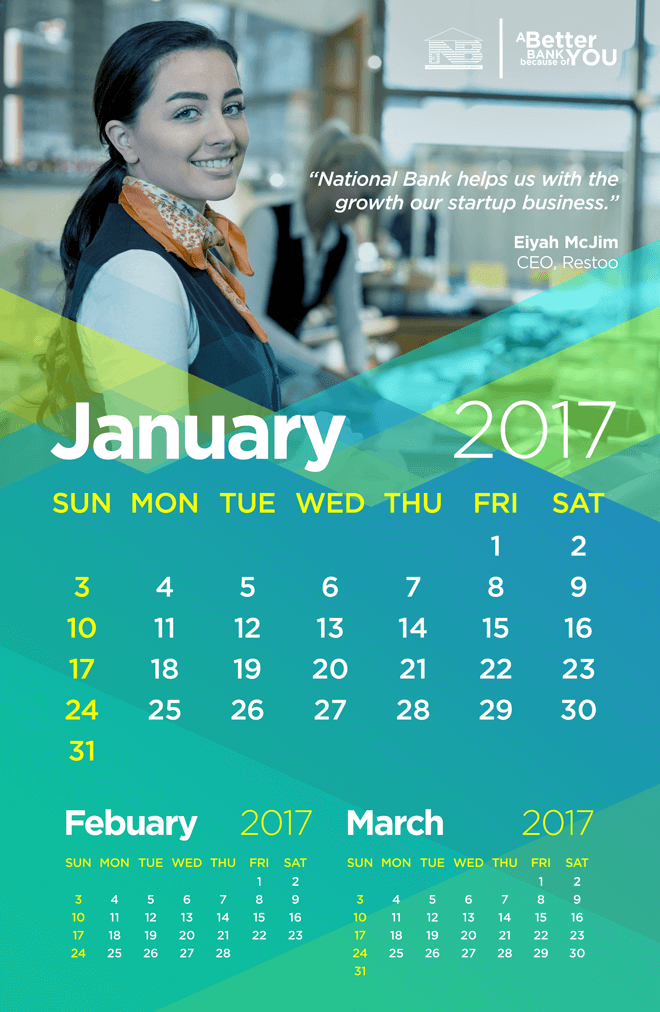 NB
A Better
BANK
because of YOU
“National Bank helps us with the
growth our startup business.”
Eiyah McJim
CEO, Restoo
January 2017
SUN MON TUE WED THU FRI SAT
1 2
3 4 5 6 7 8 9
10 11 12 13 14 15 16
17 18 19 20 21 22 23
24 25 26 27 28 29 30
31
Febuary 2017
SUN MON TUE WED THU FRI SAT
1 2
3 4 5 6 7 8 9
10 11 12 13 14 15 16
17 18 19 20 21 22 23
24 25 26 27 28
March 2017
SUN MON TUE WED THU FRI SAT
1 2
3 4 5 6 7 8 9
10 11 12 13 14 15 16
17 18 19 20 21 22 23
24 25 26 27 28 29 30
31